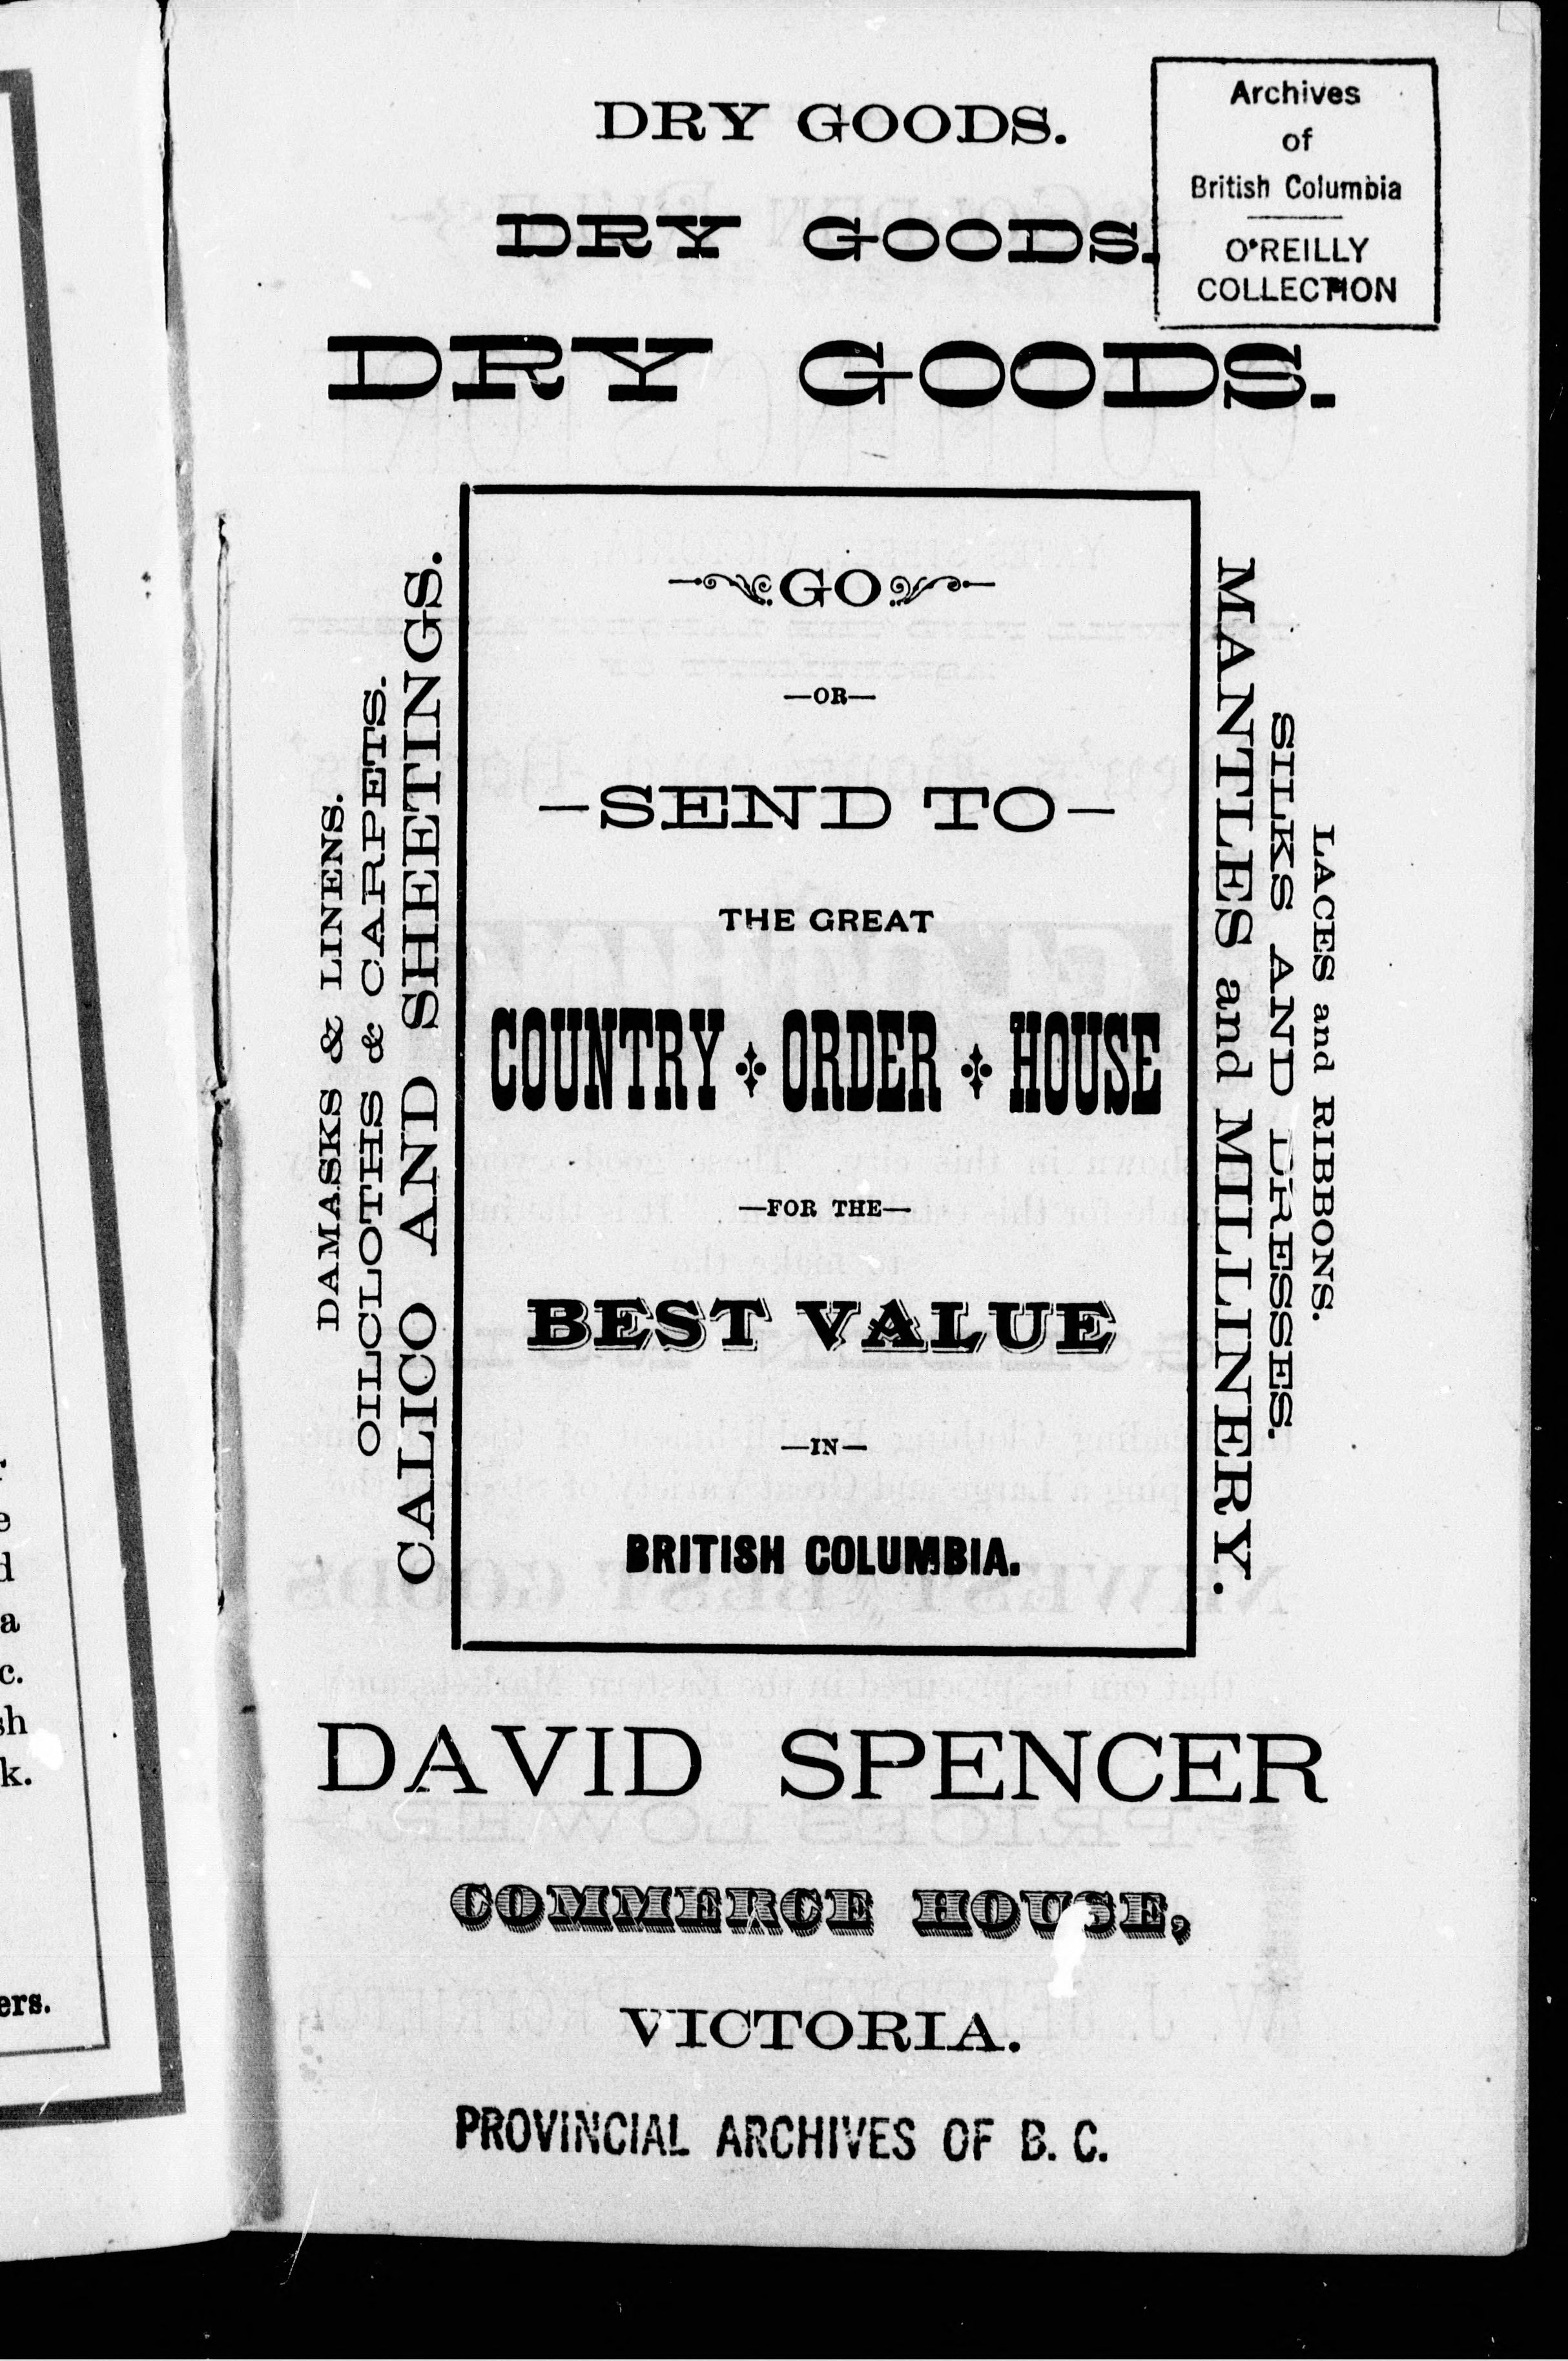 DRY GOODS.
DRY GOODS.
DRY GOODS.
Archives
of
British Columbia
O'REILLY
COLLECTION
DAMASKS & LINENS.
OILCLOTHS & CARPETS.
CALICO AND SHEETINGS.
GO
—OR—
—SEND TO—
THE GREAT
COUNTRY ORDER HOUSE
—FOR THE—
BEST VALUE
—IN—
BRITISH COLUMBIA.
MANTLES and MILLINERY.
SILKS AND DRESSES.
LACES and RIBBONS.
DAVID SPENCER
COMMERCE HOUSE,
VICTORIA.
PROVINCIAL ARCHIVES OF B. C.